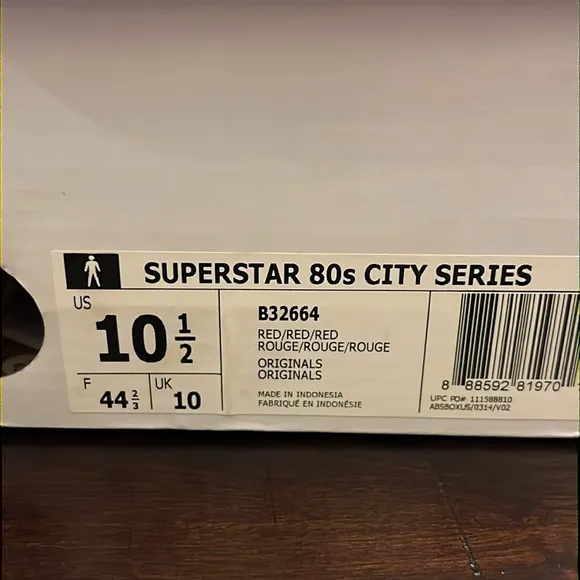 SUPERSTAR 80s CITY SERIES
US
10 1/2
F
44 2/3
UK
10
B32664
RED/RED/RED
ROUGE/ROUGE/ROUGE
ORIGINALS
ORIGINALS
MADE IN INDONESIA
FABRIQUÉ EN INDONÉSIE
8 88592 81970
UPC PO# 111588810
ABSBOXUS/0314/V02